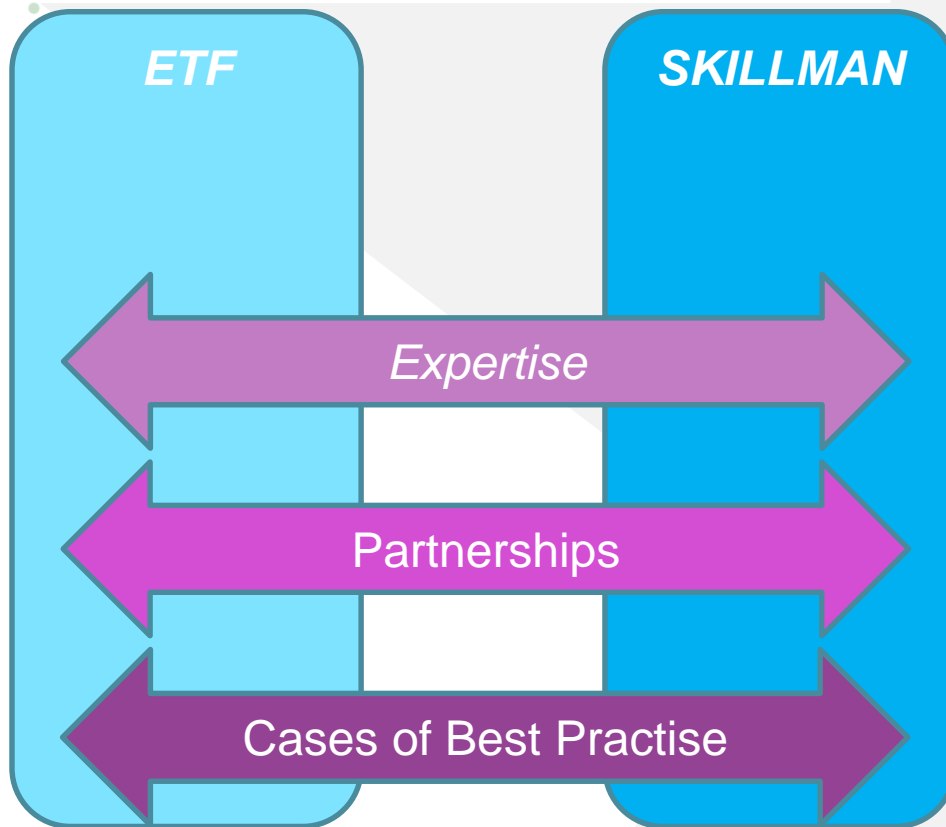 ETF
SKILLMAN
Expertise
Partnerships
Cases of Best Practise